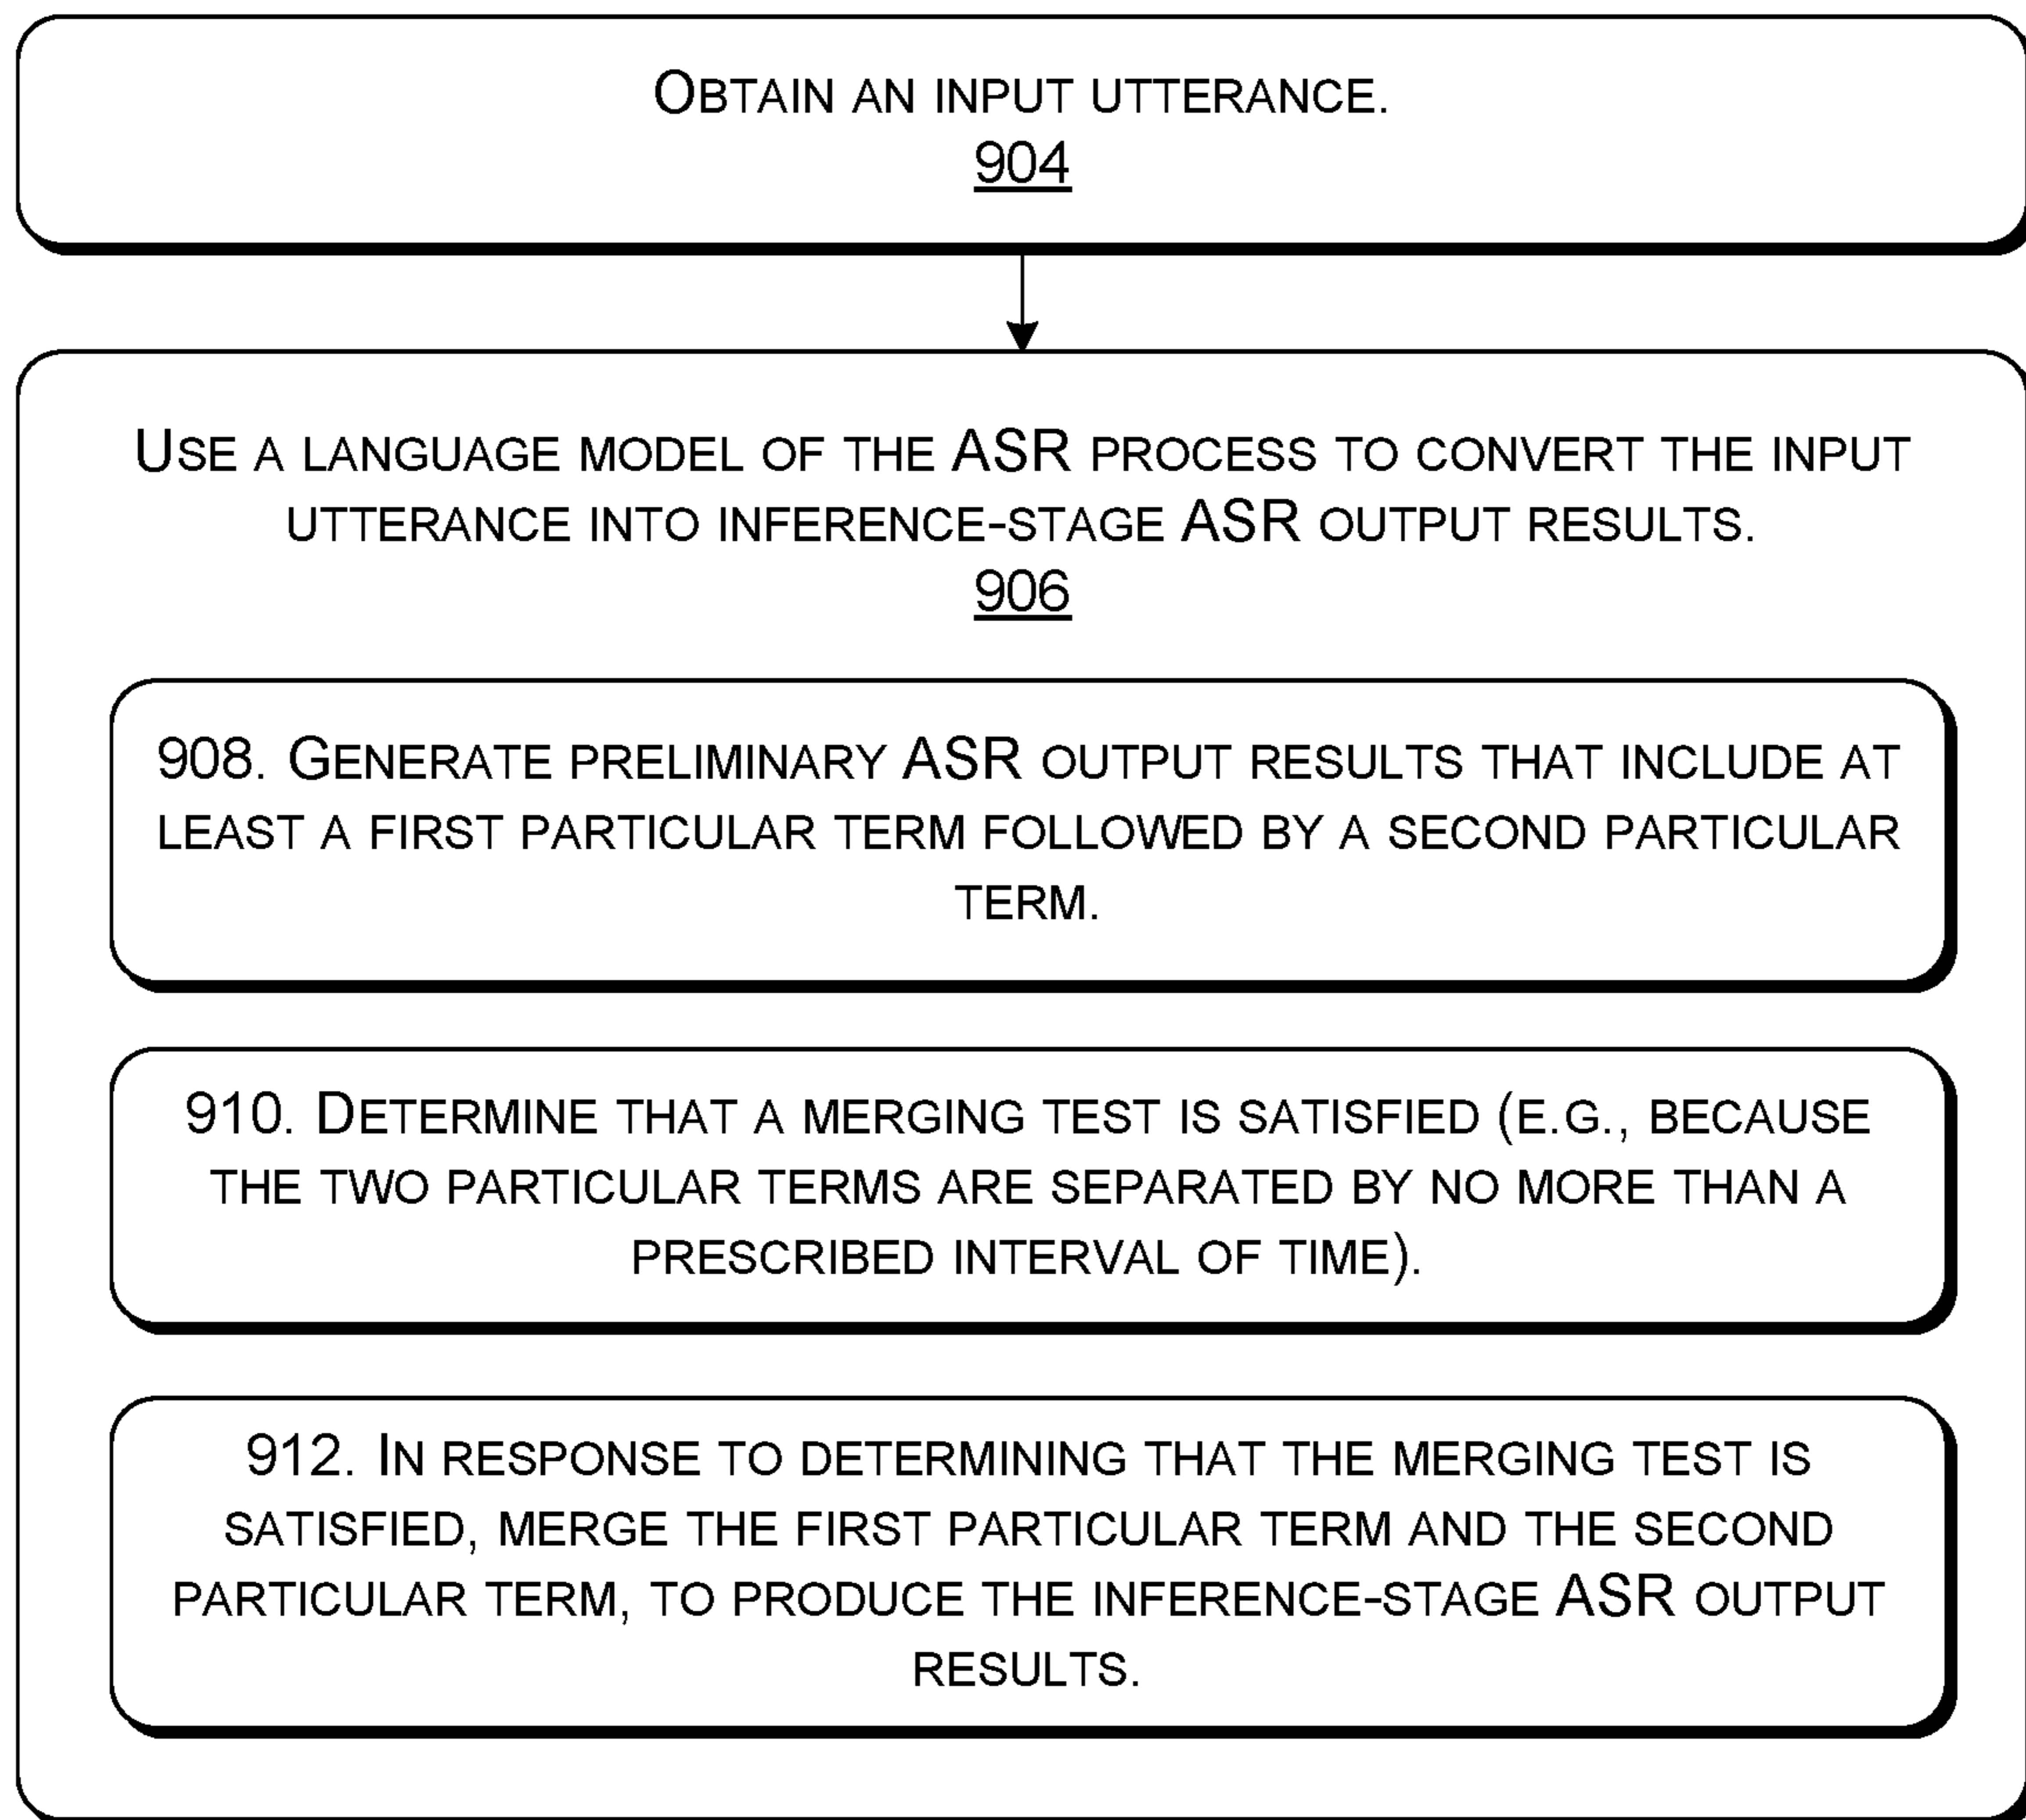 OBTAIN AN INPUT UTTERANCE.
904
USE A LANGUAGE MODEL OF THE ASR PROCESS TO CONVERT THE INPUT
UTTERANCE INTO INFERENCE-STAGE ASR OUTPUT RESULTS.
906
908. GENERATE PRELIMINARY ASR OUTPUT RESULTS THAT INCLUDE AT
LEAST A FIRST PARTICULAR TERM FOLLOWED BY A SECOND PARTICULAR
TERM.
910. DETERMINE THAT A MERGING TEST IS SATISFIED (E.G., BECAUSE
THE TWO PARTICULAR TERMS ARE SEPARATED BY NO MORE THAN A
PRESCRIBED INTERVAL OF TIME).
912. IN RESPONSE TO DETERMINING THAT THE MERGING TEST IS
SATISFIED, MERGE THE FIRST PARTICULAR TERM AND THE SECOND
PARTICULAR TERM, TO PRODUCE THE INFERENCE-STAGE ASR OUTPUT
RESULTS.